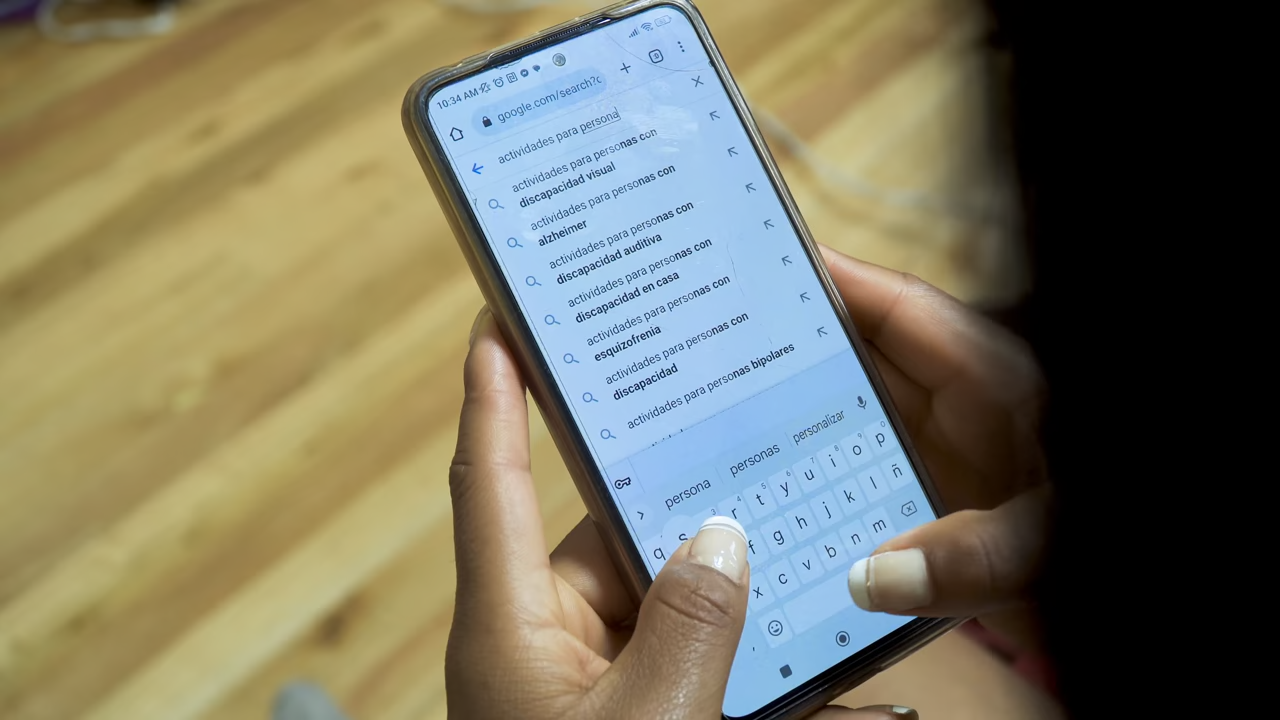 10:34 AM
google.com/search?c
actividades para persona
actividades para personas con
discapacidad visual
actividades para personas con
alzheimer
actividades para personas con
discapacidad auditiva
actividades para personas con
discapacidad en casa
actividades para personas con
esquizofrenia
actividades para personas con
discapacidad
actividades para personas bipolares
persona personas personalizar
q r t y u i o p
s f g h j k l ñ
x c v b n m